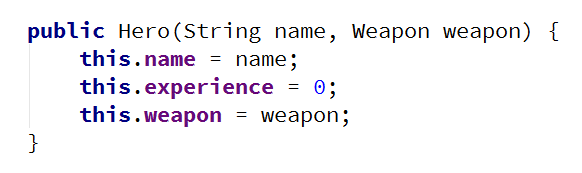 public Hero(String name, Weapon weapon) {
    this.name = name;
    this.experience = 0;
    this.weapon = weapon;
}